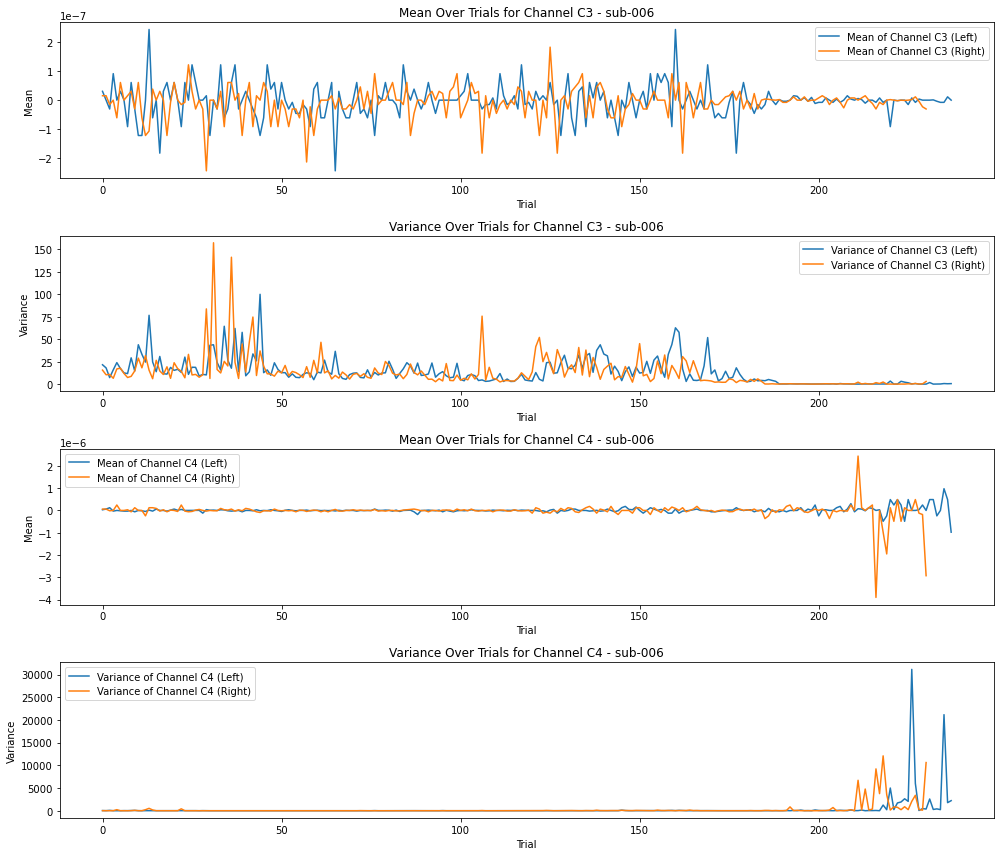 Mean Over Trials for Channel C3 - sub-006
1e−7
Mean of Channel C3 (Left)
Mean of Channel C3 (Right)
2
1
0
−1
−2
Mean
0 50 100 150 200
Trial
Variance Over Trials for Channel C3 - sub-006
Variance of Channel C3 (Left)
Variance of Channel C3 (Right)
150
125
100
75
50
25
0
Variance
0 50 100 150 200
Trial
Mean Over Trials for Channel C4 - sub-006
1e−6
Mean of Channel C4 (Left)
Mean of Channel C4 (Right)
2
1
0
−1
−2
−3
−4
Mean
0 50 100 150 200
Trial
Variance Over Trials for Channel C4 - sub-006
Variance of Channel C4 (Left)
Variance of Channel C4 (Right)
30000
25000
20000
15000
10000
5000
0
Variance
0 50 100 150 200
Trial